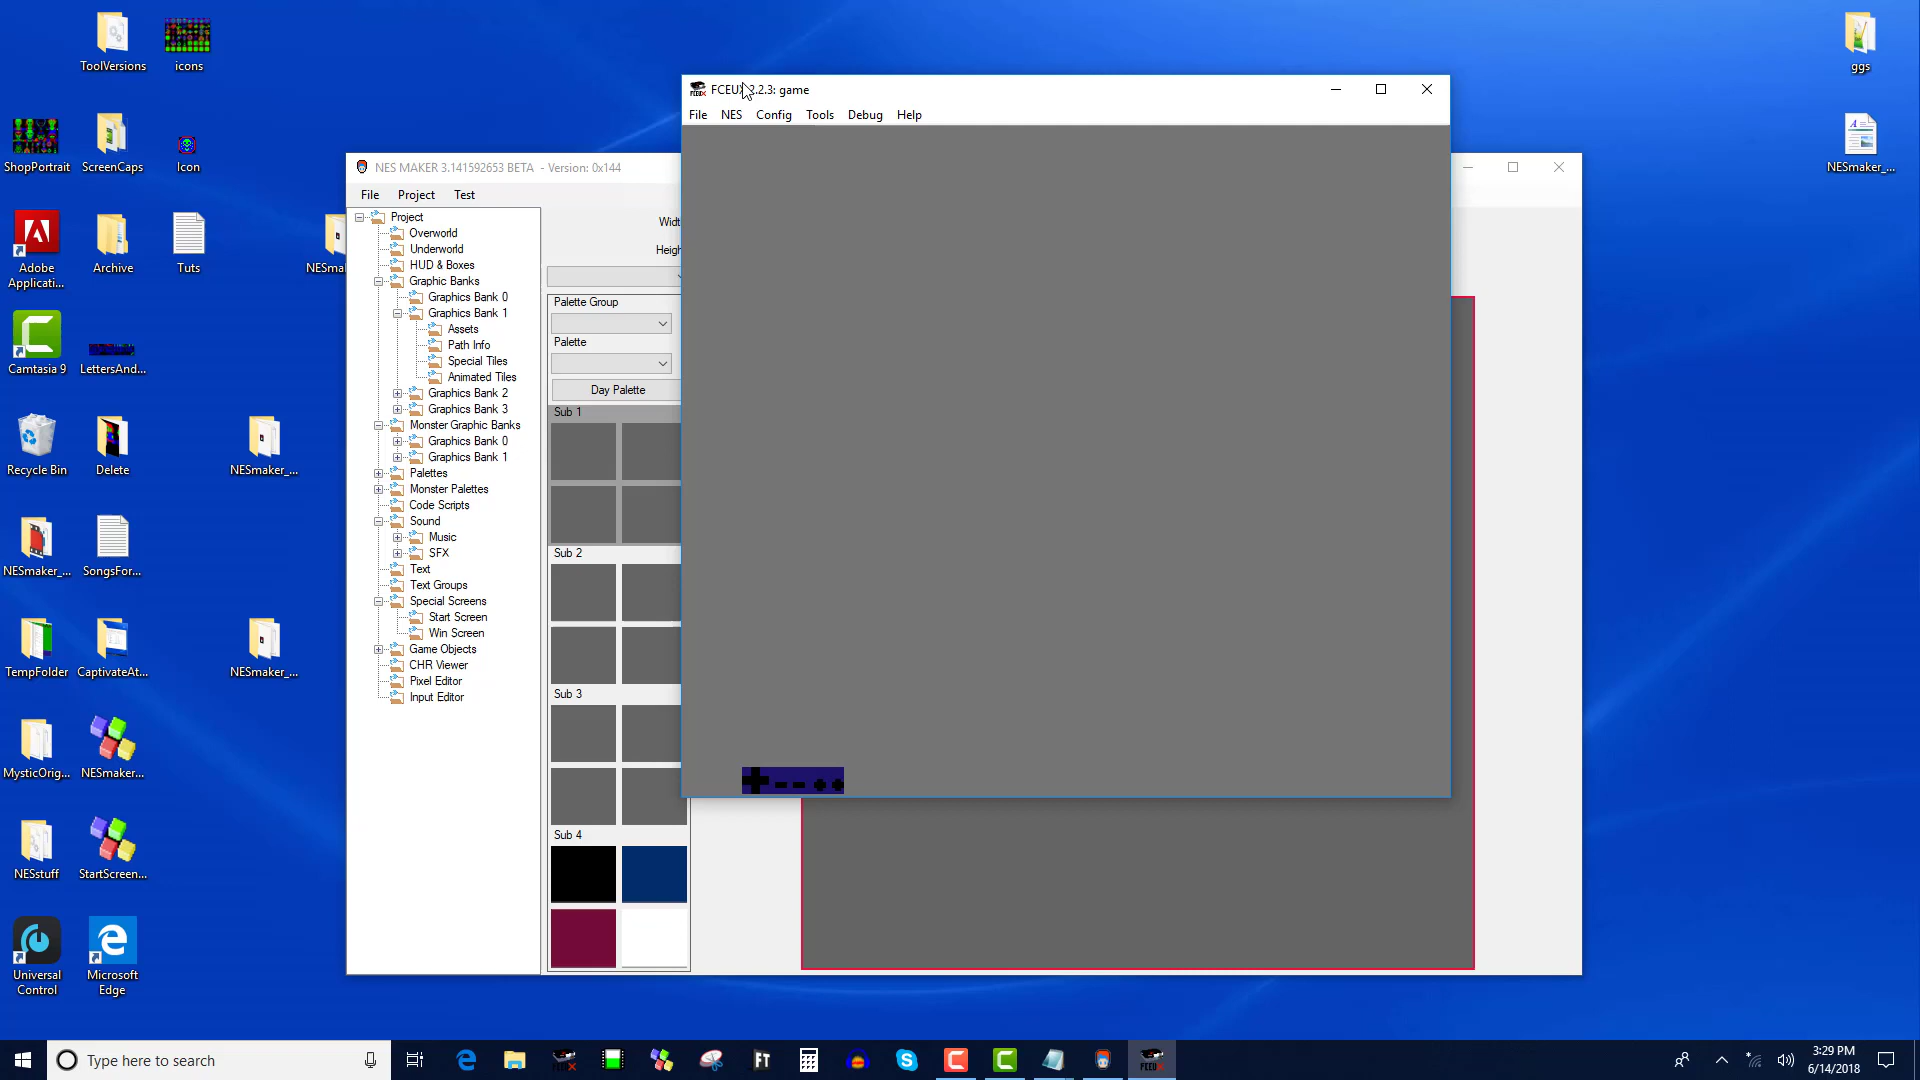 ToolVersions
icons
ggs
ShopPortrait
ScreenCaps
Icon
NESmaker_...
Adobe
Applicati...
Archive
Tuts
NESmal
Camtasia 9
LettersAnd...
Recycle Bin
Delete
NESmaker_...
NESmaker_...
SongsFor...
TempFolder
CaptivateAt...
NESmaker_...
MysticOrig...
NESmaker...
NESstuff
StartScreen...
Universal
Control
Microsoft
Edge
FCEUX 2.2.3: game
File NES Config Tools Debug Help
NES MAKER 3.141592653 BETA - Version: 0x144
File Project Test
Project
Overworld
Underworld
HUD & Boxes
Graphic Banks
Graphics Bank 0
Graphics Bank 1
Assets
Path Info
Special Tiles
Animated Tiles
Graphics Bank 2
Graphics Bank 3
Monster Graphic Banks
Graphics Bank 0
Graphics Bank 1
Palettes
Monster Palettes
Code Scripts
Sound
Music
SFX
Text
Text Groups
Special Screens
Start Screen
Win Screen
Game Objects
CHR Viewer
Pixel Editor
Input Editor
Widt
Heigh
Palette Group
Palette
Day Palette
Sub 1
Sub 2
Sub 3
Sub 4
Type here to search
FT
3:29 PM
6/14/2018